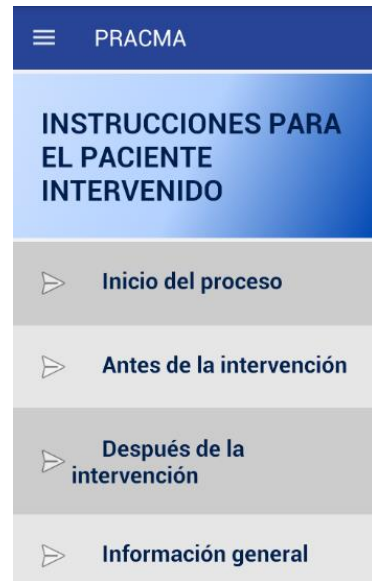 PRACMA
INSTRUCCIONES PARA
EL PACIENTE
INTERVENIDO
Inicio del proceso
Antes de la intervención
Después de la
intervención
Información general